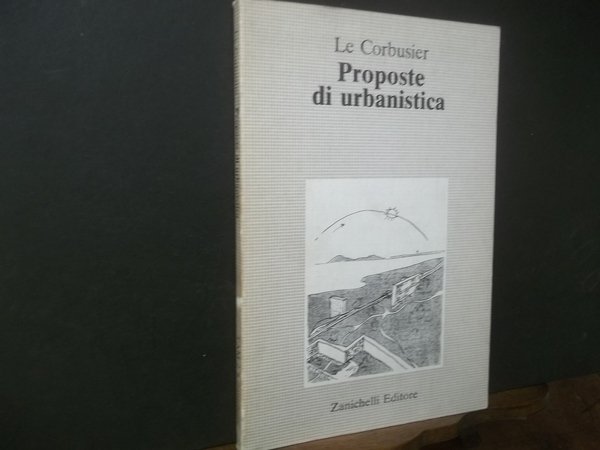 Le Corbusier
Proposte
di urbanistica
Zanichelli Editore